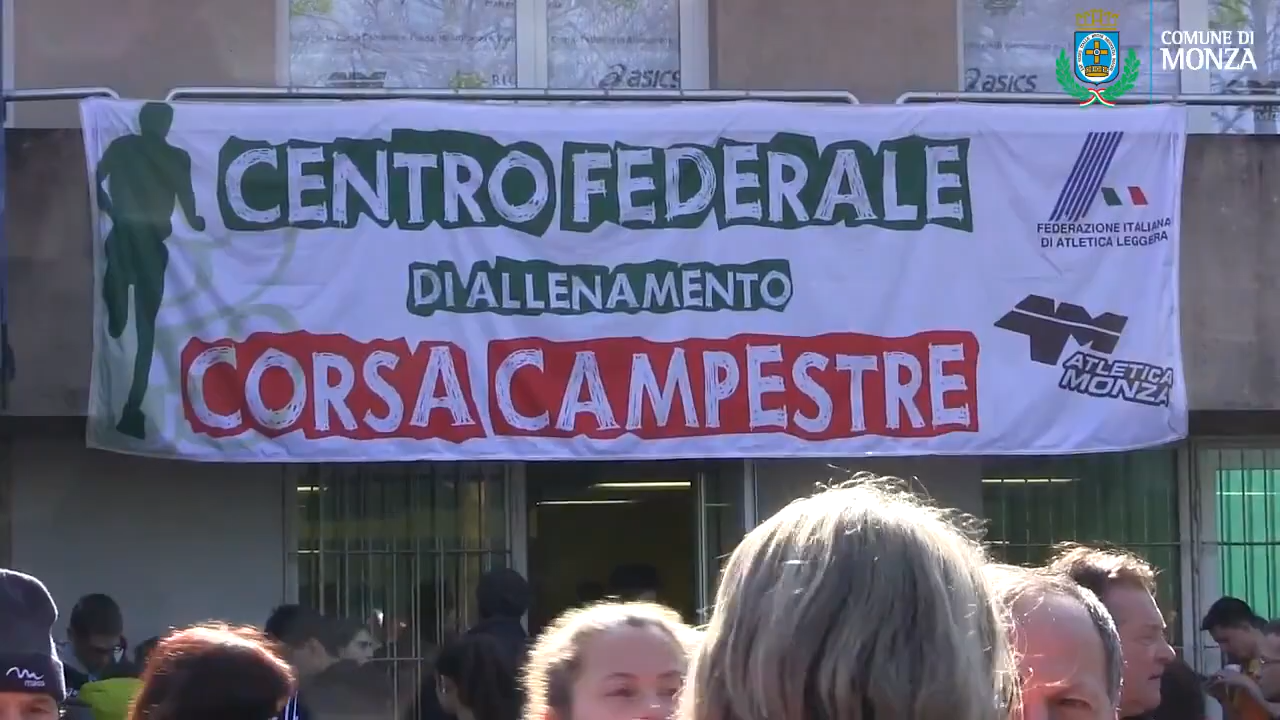 COMUNE DI
MONZA
asics
asics
CENTRO FEDERALE
DI ALLENAMENTO
CORSA CAMPESTRE
FEDERAZIONE ITALIANA
DI ATLETICA LEGGERA
ATLETICA
MONZA